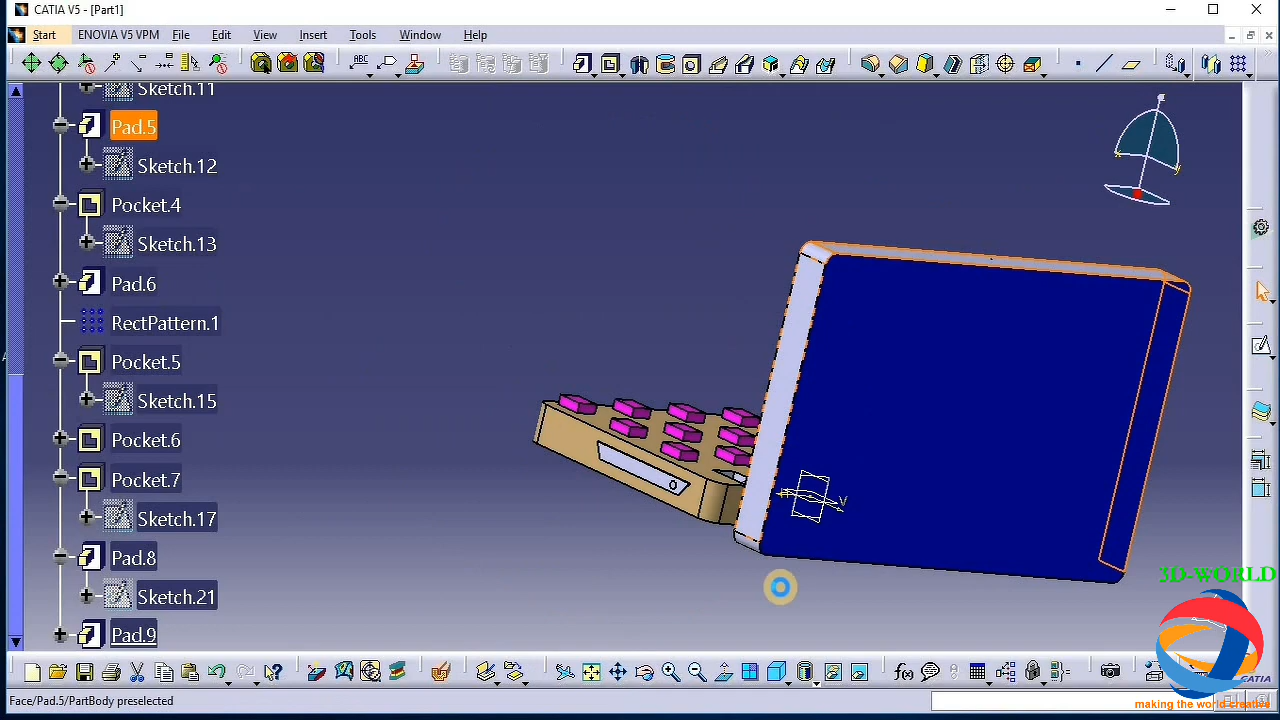 CATIA V5 - [Part1]
Start ENOVIA V5 VPM File Edit View Insert Tools Window Help
Sketch.11
Pad.5
Sketch.12
Pocket.4
Sketch.13
Pad.6
RectPattern.1
Pocket.5
Sketch.15
Pocket.6
Pocket.7
Sketch.17
Pad.8
Sketch.21
Pad.9
V
3D-WORLD
CATIA
making the world creative
Face/Pad.5/PartBody preselected